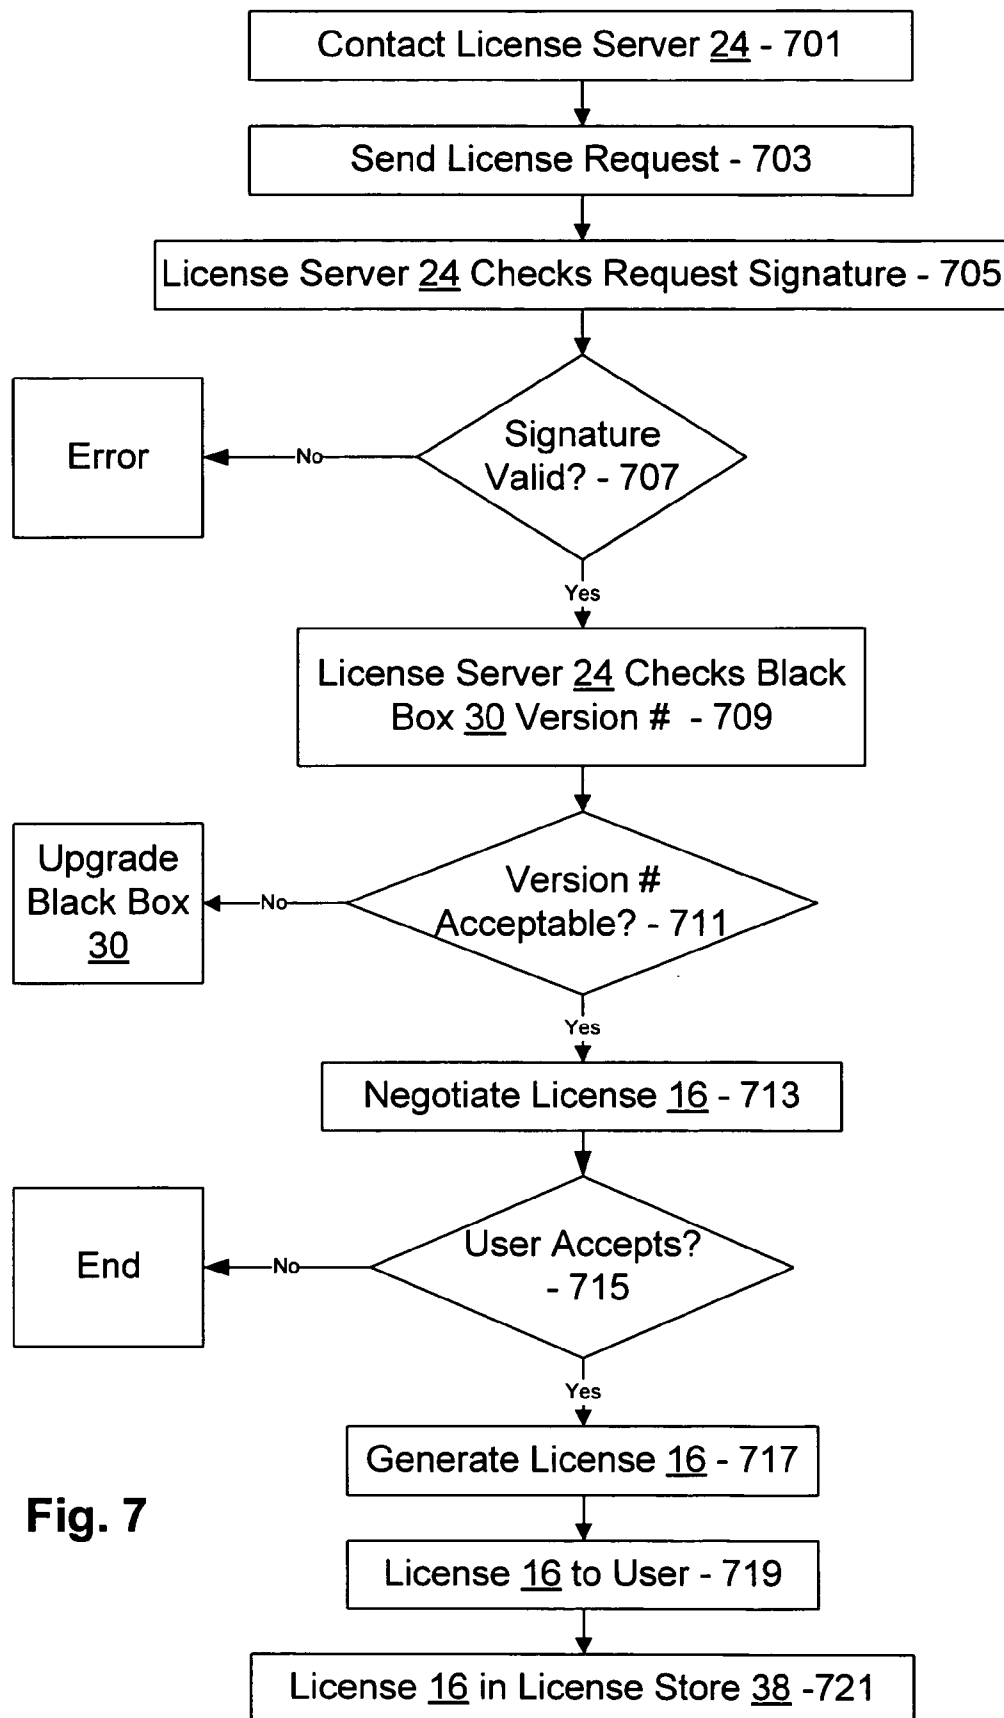 Contact License Server 24 - 701
Send License Request - 703
License Server 24 Checks Request Signature - 705
Signature
Valid? - 707
No
Error
Yes
License Server 24 Checks Black
Box 30 Version # - 709
Version #
Acceptable? - 711
No
Upgrade
Black Box
30
Yes
Negotiate License 16 - 713
User Accepts?
- 715
No
End
Yes
Generate License 16 - 717
Fig. 7
License 16 to User - 719
License 16 in License Store 38 -721